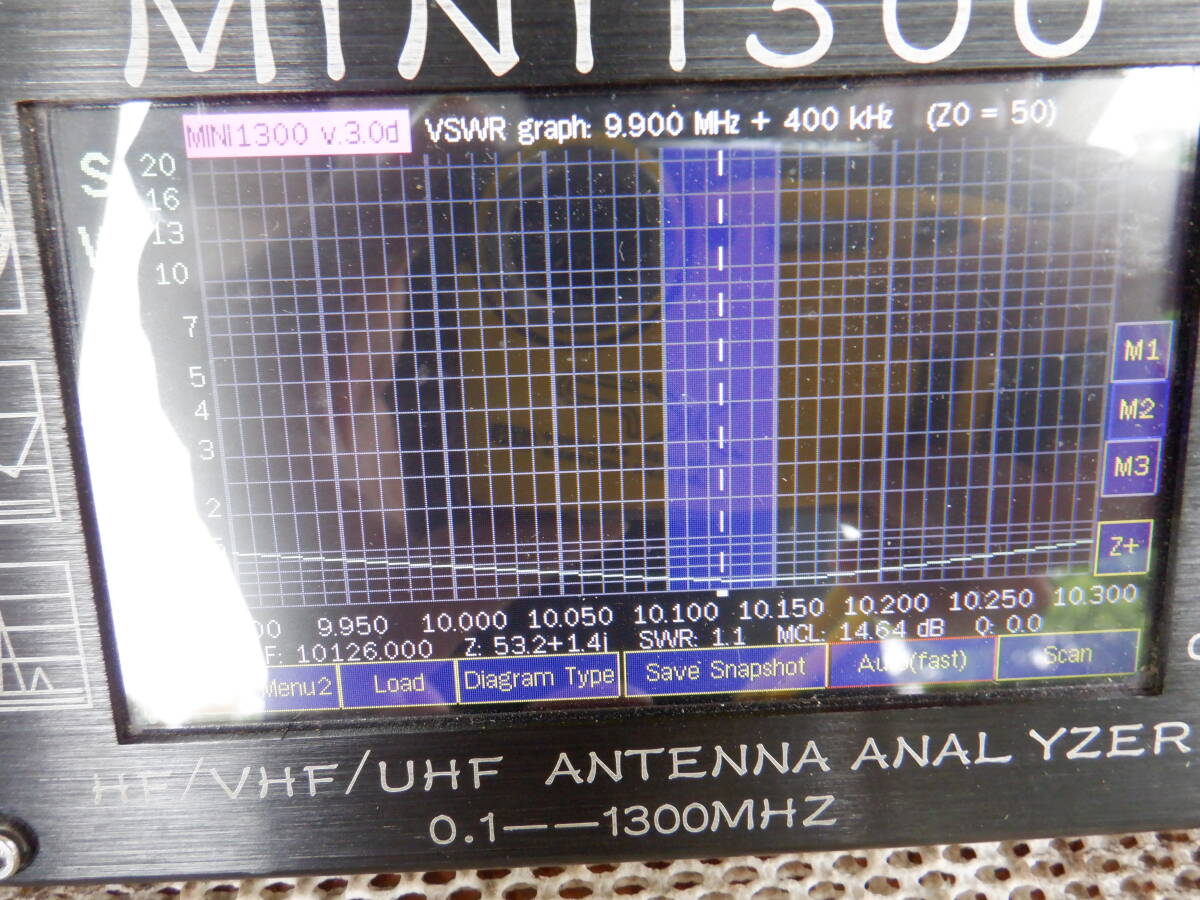 MINI1300
MINI1300 v.3.0d VSWR graph: 9.900 MHz + 400 kHz (Z0 = 50)
S
20
16
13
10
7
5
4
3
2
M1
M2
M3
Z+
9.950 10.000 10.050 10.100 10.150 10.200 10.250 10.300
F: 10126.000 Z: 53.2+1.4j SWR: 1.1 MCL: 14.64 dB Q: 0.0
Menu2 Load Diagram Type Save Snapshot Auto(fast) Scan
HF/VHF/UHF ANTENNA ANALYZER
0.1——1300MHZ